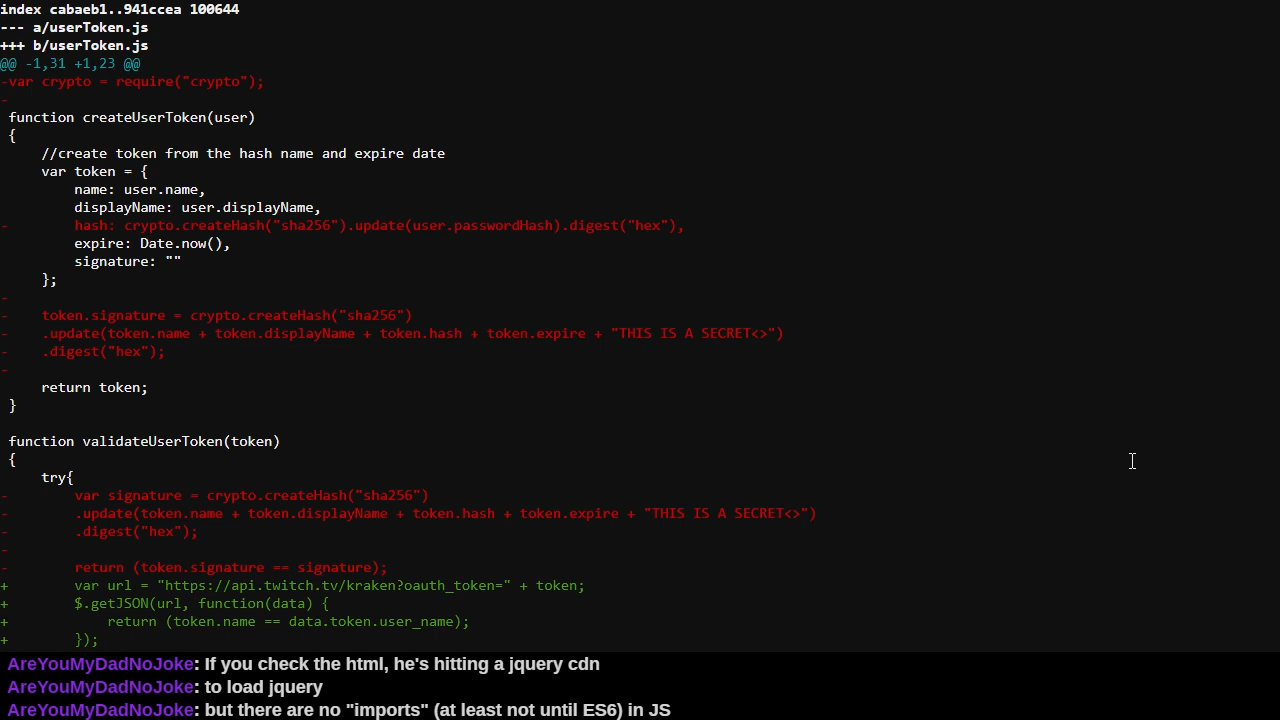 index cabaeb1..941ccea 100644
--- a/userToken.js
+++ b/userToken.js
@@ -1,31 +1,23 @@
-var crypto = require("crypto");
-
 function createUserToken(user)
 {
     //create token from the hash name and expire date
     var token = {
         name: user.name,
         displayName: user.displayName,
-        hash: crypto.createHash("sha256").update(user.passwordHash).digest("hex"),
         expire: Date.now(),
         signature: ""
     };
-
-    token.signature = crypto.createHash("sha256")
-    .update(token.name + token.displayName + token.hash + token.expire + "THIS IS A SECRET<>")
-    .digest("hex");
-
     return token;
 }

 function validateUserToken(token)
 {
     try{
-        var signature = crypto.createHash("sha256")
-        .update(token.name + token.displayName + token.hash + token.expire + "THIS IS A SECRET<>")
-        .digest("hex");
-
-        return (token.signature == signature);
+        var url = "https://api.twitch.tv/kraken?oauth_token=" + token;
+        $.getJSON(url, function(data) {
+            return (token.name == data.token.user_name);
+        });
AreYouMyDadNoJoke: If you check the html, he's hitting a jquery cdn
AreYouMyDadNoJoke: to load jquery
AreYouMyDadNoJoke: but there are no "imports" (at least not until ES6) in JS